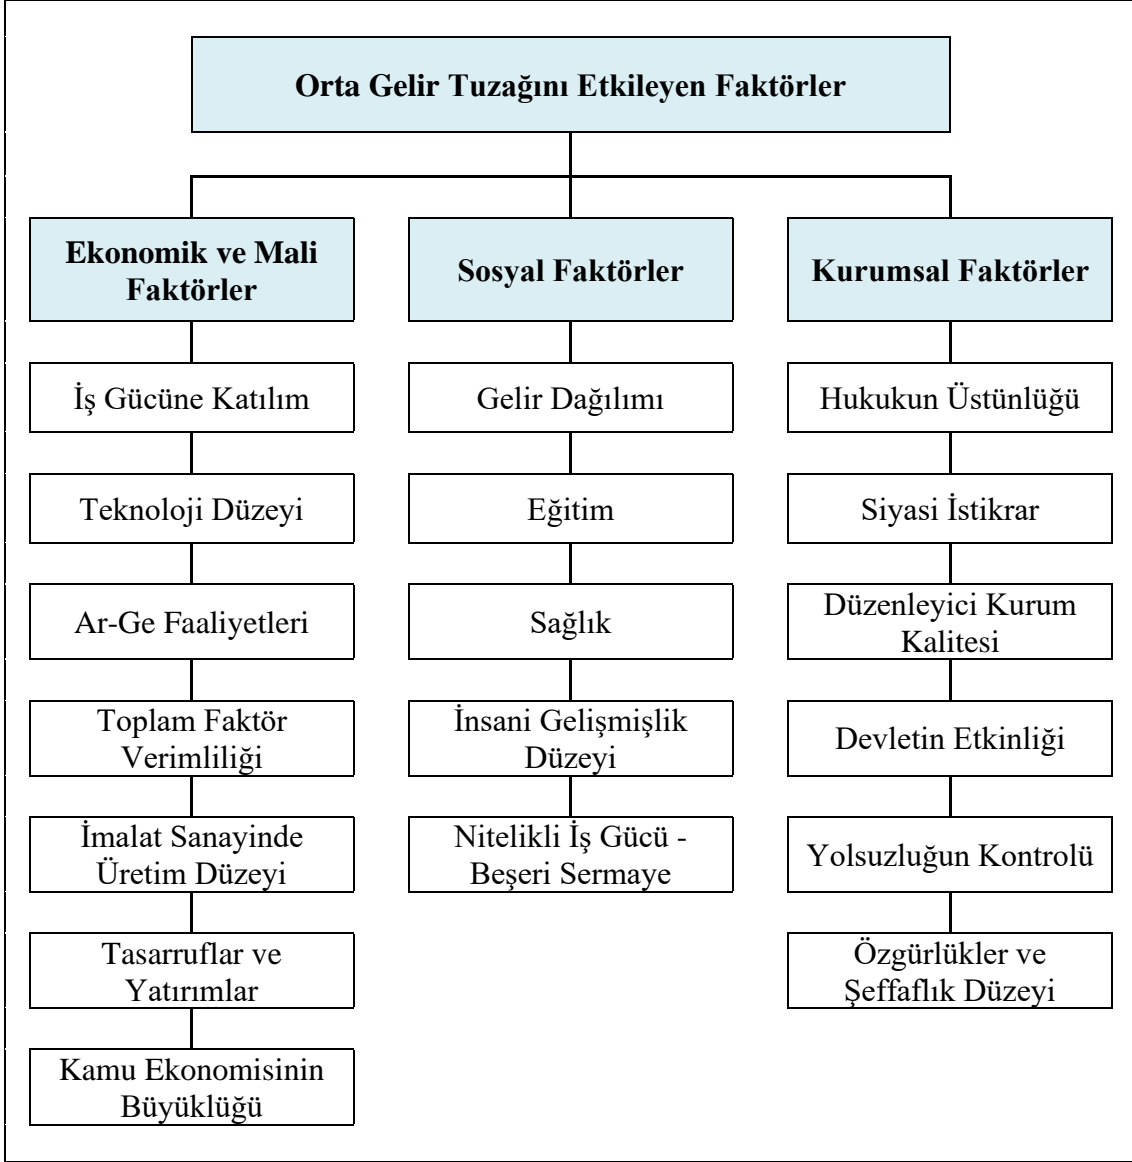 Orta Gelir Tuzağını Etkileyen Faktörler
Ekonomik ve Mali
Faktörler
İş Gücüne Katılım
Teknoloji Düzeyi
Ar-Ge Faaliyetleri
Toplam Faktör
Verimliliği
İmalat Sanayinde
Üretim Düzeyi
Tasarruflar ve
Yatırımlar
Kamu Ekonomisinin
Büyüklüğü
Sosyal Faktörler
Gelir Dağılımı
Eğitim
Sağlık
İnsani Gelişmişlik
Düzeyi
Nitelikli İş Gücü -
Beşeri Sermaye
Kurumsal Faktörler
Hukukun Üstünlüğü
Siyasi İstikrar
Düzenleyici Kurum
Kalitesi
Devletin Etkinliği
Yolsuzluğun Kontrolü
Özgürlükler ve
Şeffaflık Düzeyi